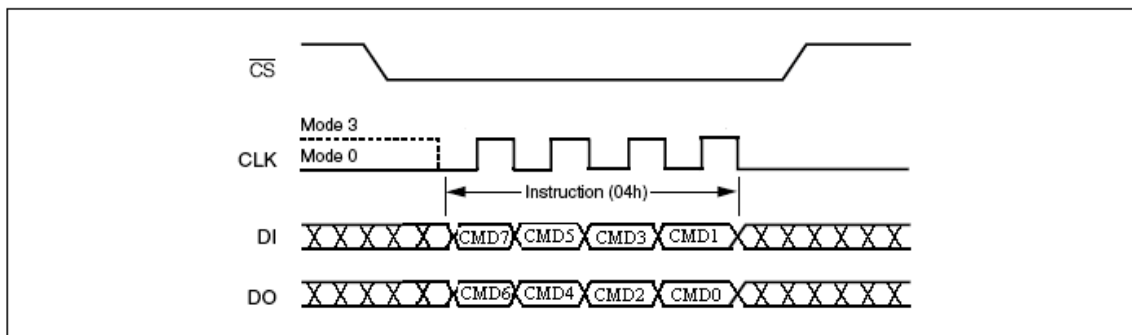 CS
Mode 3
CLK
Mode 0
Instruction (04h)
DI
CMD7 CMD5 CMD3 CMD1
DO
CMD6 CMD4 CMD2 CMD0